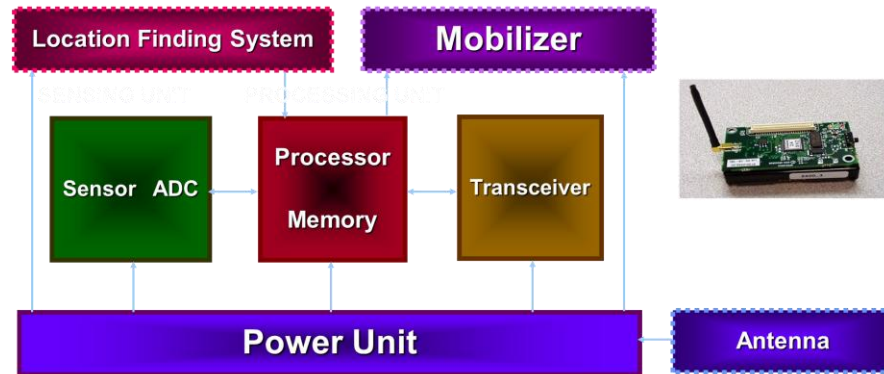 Location Finding System
Mobilizer
SENSING UNIT
PROCESSING UNIT
Sensor ADC
Processor
Memory
Transceiver
Power Unit
Antenna